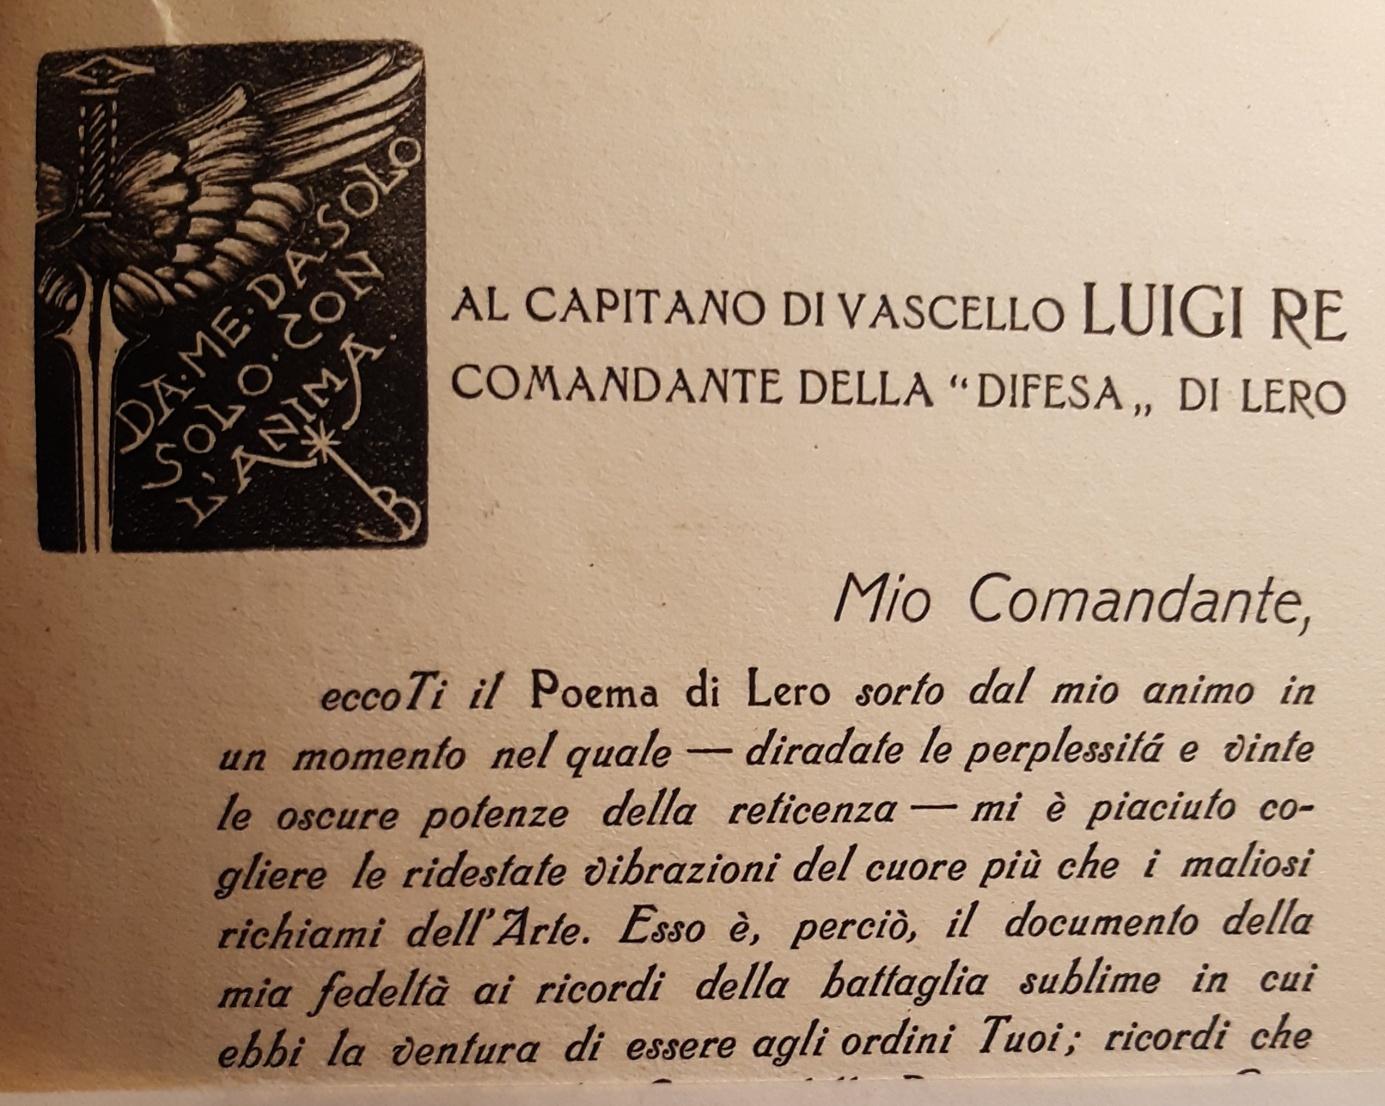 DA·ME·DA·SOLO
SOLO·CON
L'ANIMA.
B
AL CAPITANO DI VASCELLO LUIGI RE
COMANDANTE DELLA “DIFESA„ DI LERO
Mio Comandante,
eccoTi il Poema di Lero sorto dal mio animo in
un momento nel quale — diradate le perplessitá e vinte
le oscure potenze della reticenza — mi è piaciuto co-
gliere le ridestate vibrazioni del cuore più che i maliosi
richiami dell'Arte. Esso è, perciò, il documento della
mia fedeltà ai ricordi della battaglia sublime in cui
ebbi la ventura di essere agli ordini Tuoi; ricordi che